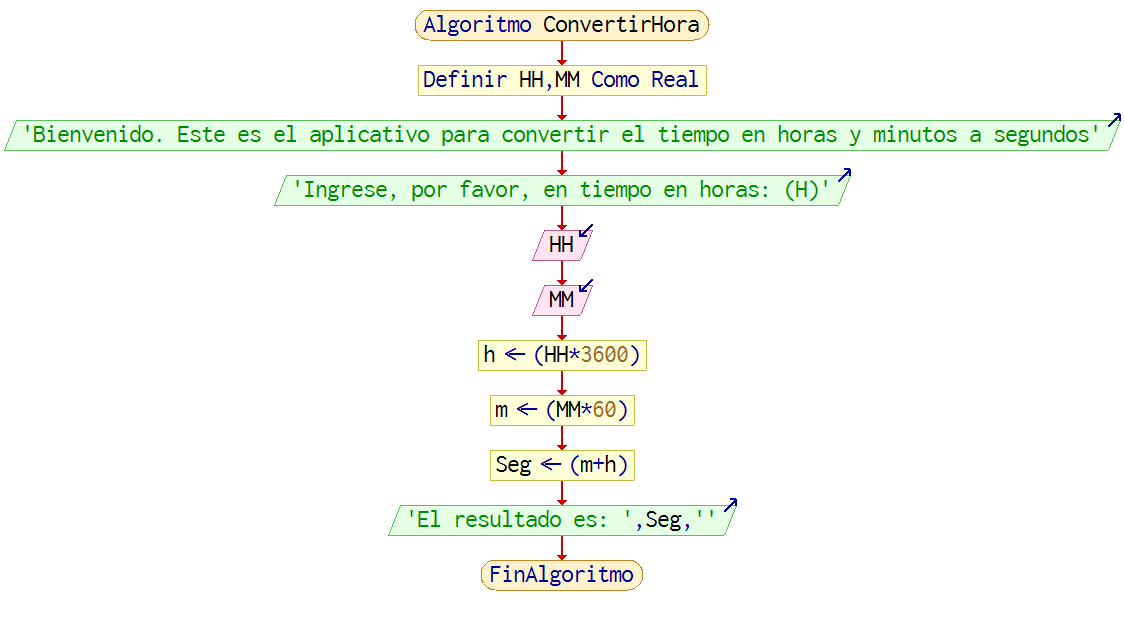 Algoritmo ConvertirHora
Definir HH,MM Como Real
'Bienvenido. Este es el aplicativo para convertir el tiempo en horas y minutos a segundos'
'Ingrese, por favor, en tiempo en horas: (H)'
HH
MM
h ← (HH*3600)
m ← (MM*60)
Seg ← (m+h)
'El resultado es: ',Seg,''
FinAlgoritmo